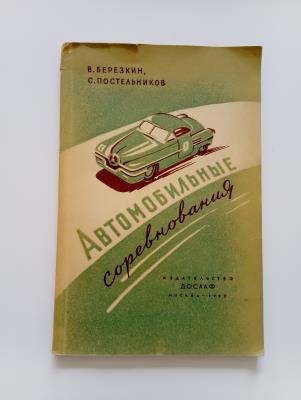 В. БЕРЕЗКИН,
С. ПОСТЕЛЬНИКОВ
АВТОМОБИЛЬНЫЕ
соревнования
ИЗДАТЕЛЬСТВО
ДОСААФ